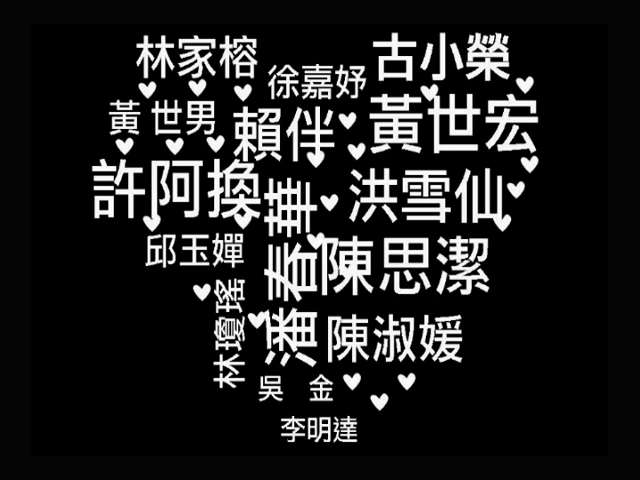 林家榕
徐嘉妤
古小榮
黃 世男
賴伴
黃世宏
許阿換
洪雪仙
潘春華
邱玉嬋
陳思潔
林瓊瑤
陳淑媛
吳 金
李明達